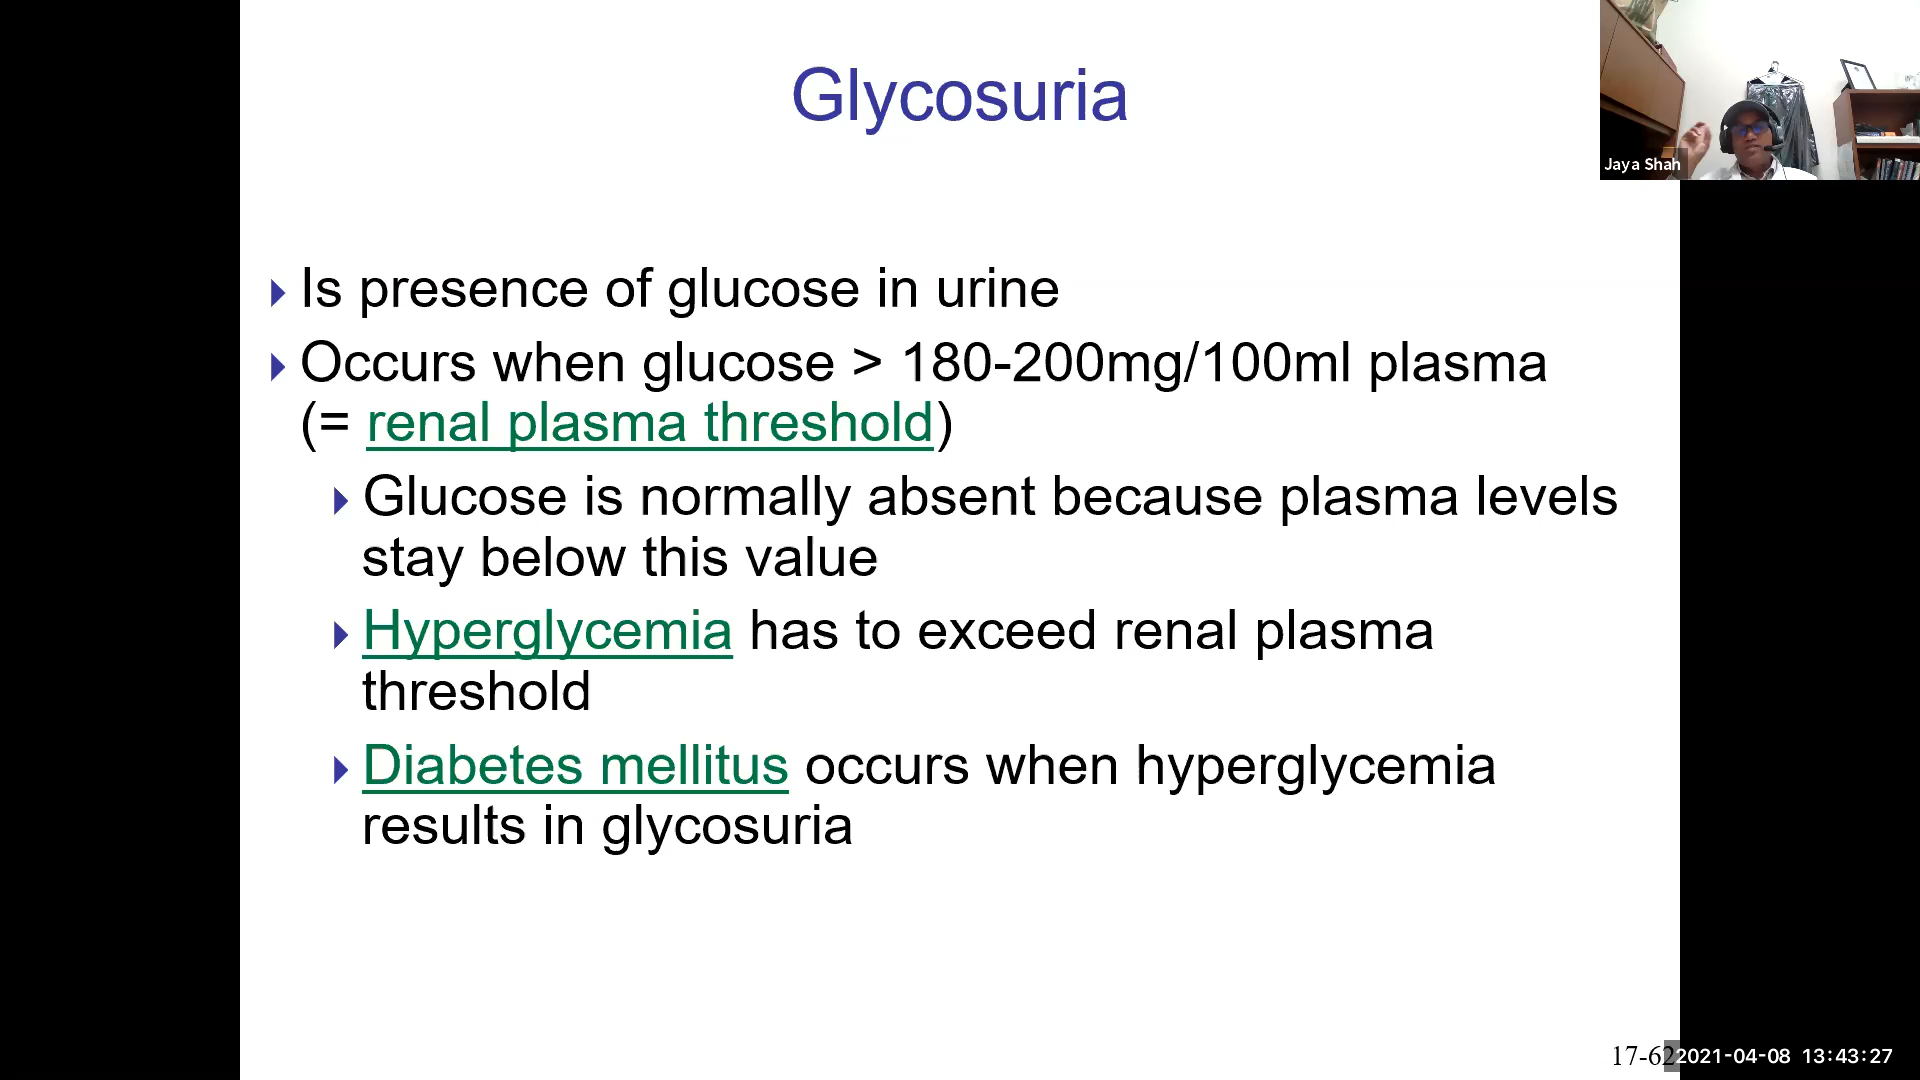 Glycosuria
Jaya Shah
Is presence of glucose in urine
Occurs when glucose > 180-200mg/100ml plasma
(= renal plasma threshold)
Glucose is normally absent because plasma levels
stay below this value
Hyperglycemia has to exceed renal plasma
threshold
Diabetes mellitus occurs when hyperglycemia
results in glycosuria
17-62
2021-04-08 13:43:27